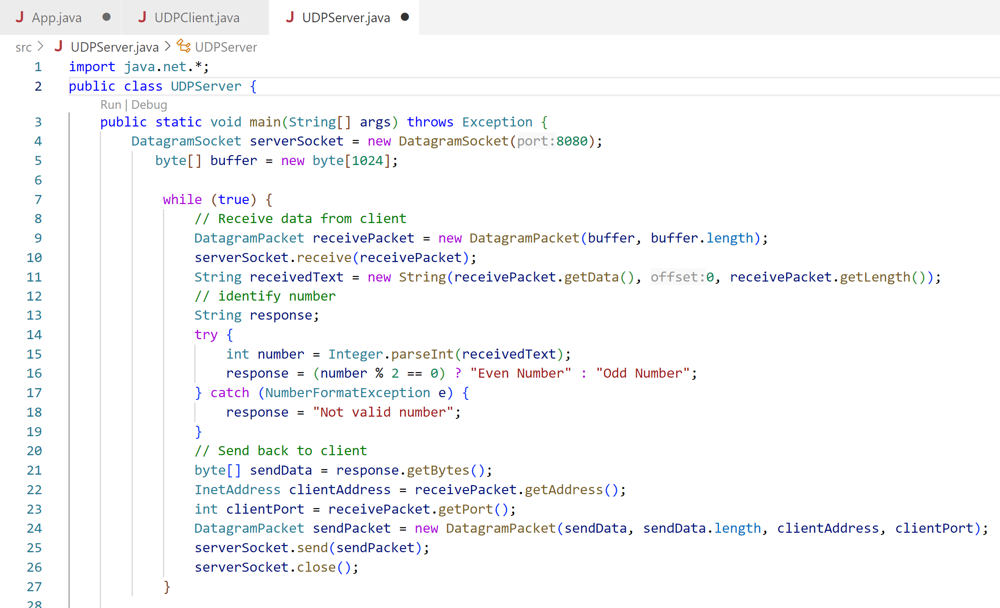 App.java
UDPClient.java
UDPServer.java
src > UDPServer.java > UDPServer
1 import java.net.*;
2 public class UDPServer {
Run | Debug
3 public static void main(String[] args) throws Exception {
4 DatagramSocket serverSocket = new DatagramSocket(port:8080);
5 byte[] buffer = new byte[1024];
6
7 while (true) {
8 // Receive data from client
9 DatagramPacket receivePacket = new DatagramPacket(buffer, buffer.length);
10 serverSocket.receive(receivePacket);
11 String receivedText = new String(receivePacket.getData(), offset:0, receivePacket.getLength());
12 // identify number
13 String response;
14 try {
15 int number = Integer.parseInt(receivedText);
16 response = (number % 2 == 0) ? "Even Number" : "Odd Number";
17 } catch (NumberFormatException e) {
18 response = "Not valid number";
19 }
20 // Send back to client
21 byte[] sendData = response.getBytes();
22 InetAddress clientAddress = receivePacket.getAddress();
23 int clientPort = receivePacket.getPort();
24 DatagramPacket sendPacket = new DatagramPacket(sendData, sendData.length, clientAddress, clientPort);
25 serverSocket.send(sendPacket);
26 serverSocket.close();
27 }
28